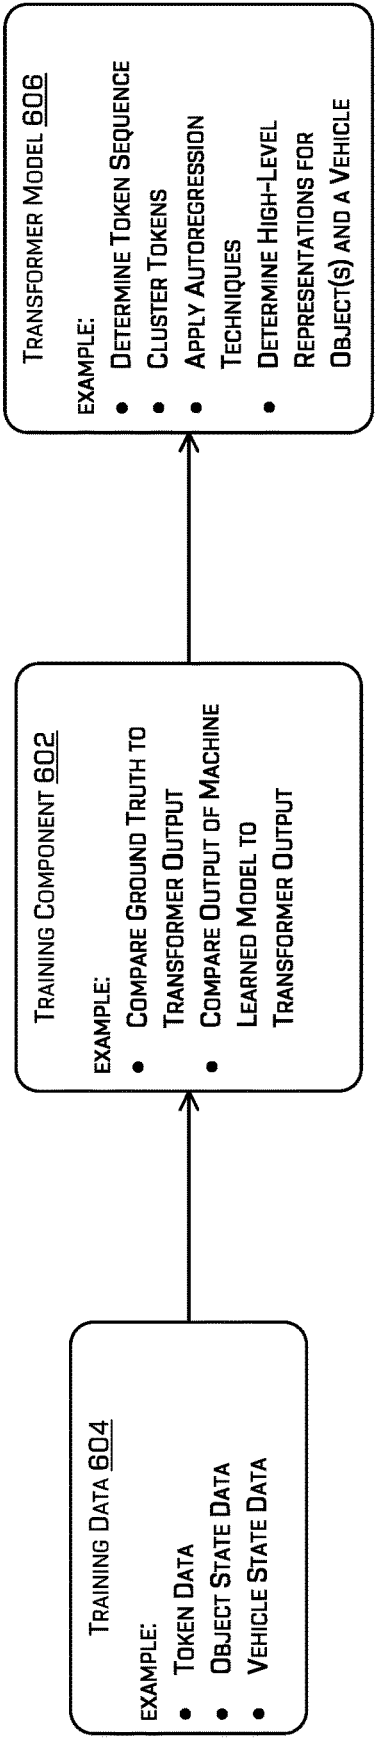 Training Data 604
example:
• Token Data
• Object State Data
• Vehicle State Data
Training Component 602
example:
• Compare Ground Truth to
Transformer Output
• Compare Output of Machine
Learned Model to
Transformer Output
Transformer Model 606
example:
• Determine Token Sequence
• Cluster Tokens
• Apply Autoregression
Techniques
• Determine High-Level
Representations for
Object(s) and a Vehicle